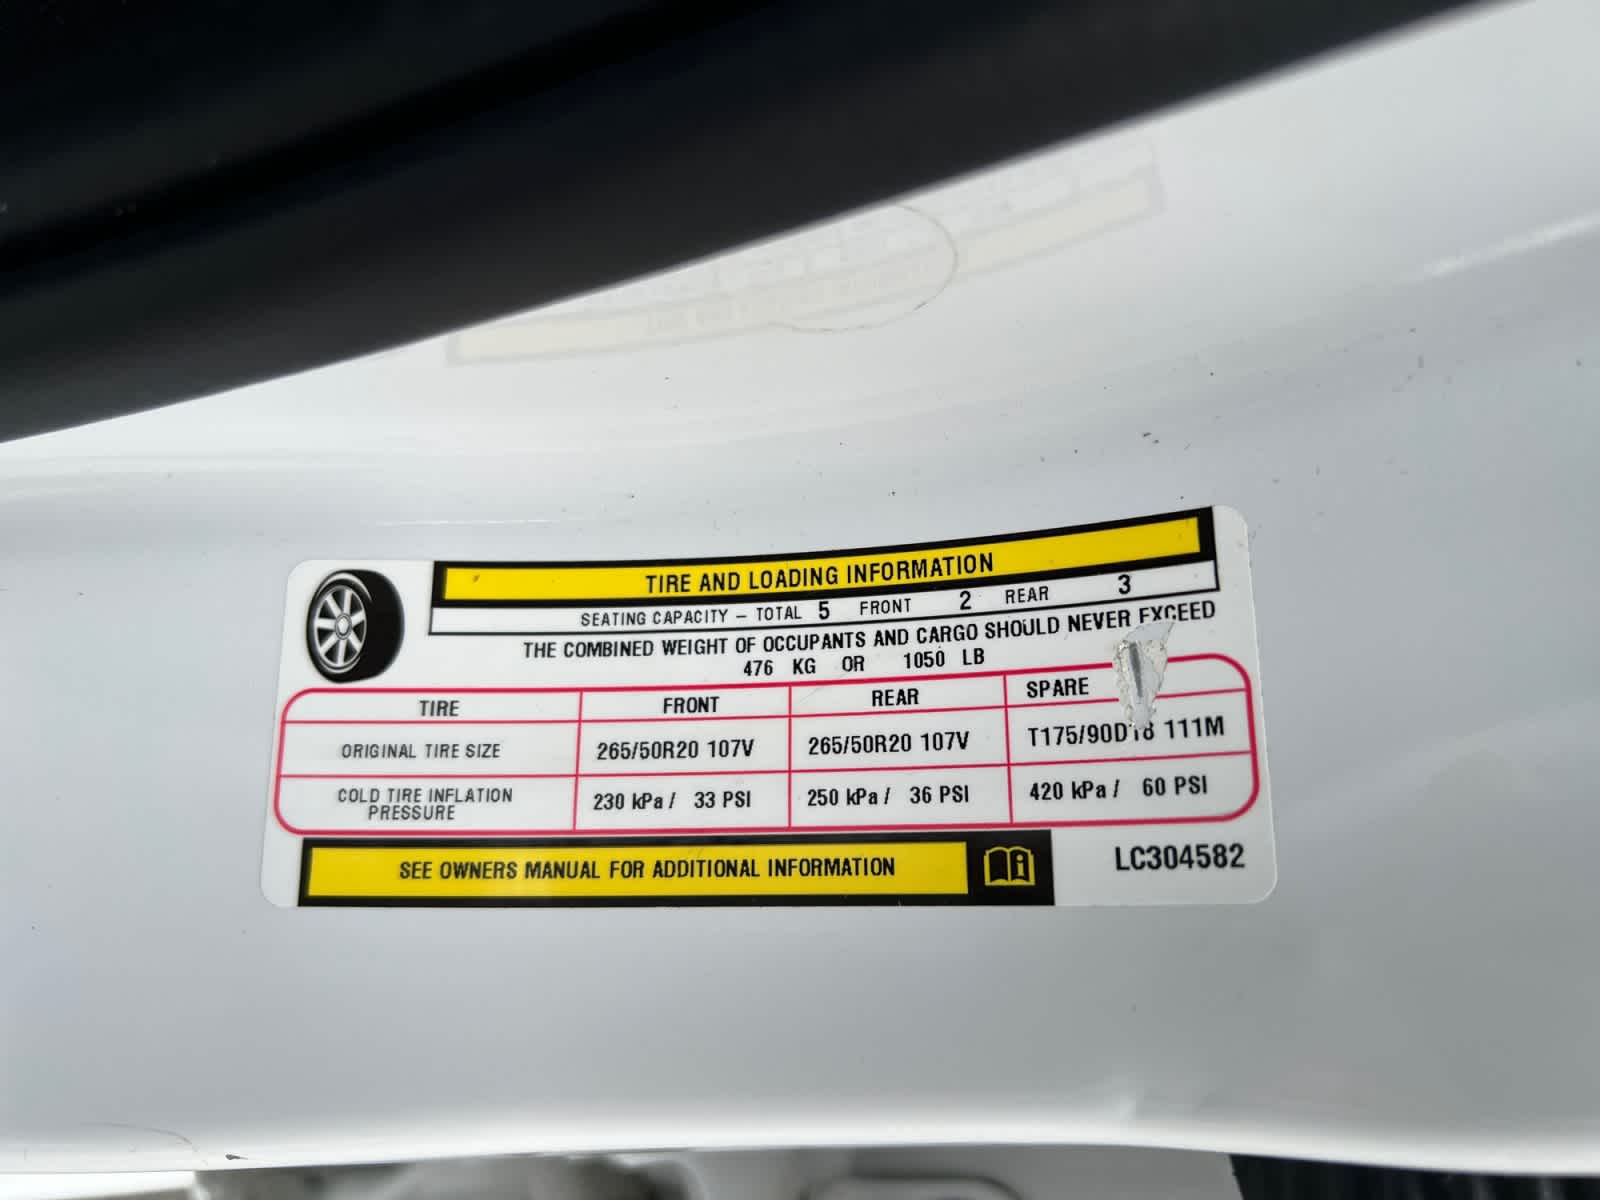 TIRE AND LOADING INFORMATION
SEATING CAPACITY – TOTAL 5 FRONT 2 REAR 3
THE COMBINED WEIGHT OF OCCUPANTS AND CARGO SHOULD NEVER EXCEED
476 KG OR 1050 LB
TIRE FRONT REAR SPARE
ORIGINAL TIRE SIZE 265/50R20 107V 265/50R20 107V T175/90D18 111M
COLD TIRE INFLATION PRESSURE 230 kPa / 33 PSI 250 kPa / 36 PSI 420 kPa / 60 PSI
SEE OWNERS MANUAL FOR ADDITIONAL INFORMATION
LC304582